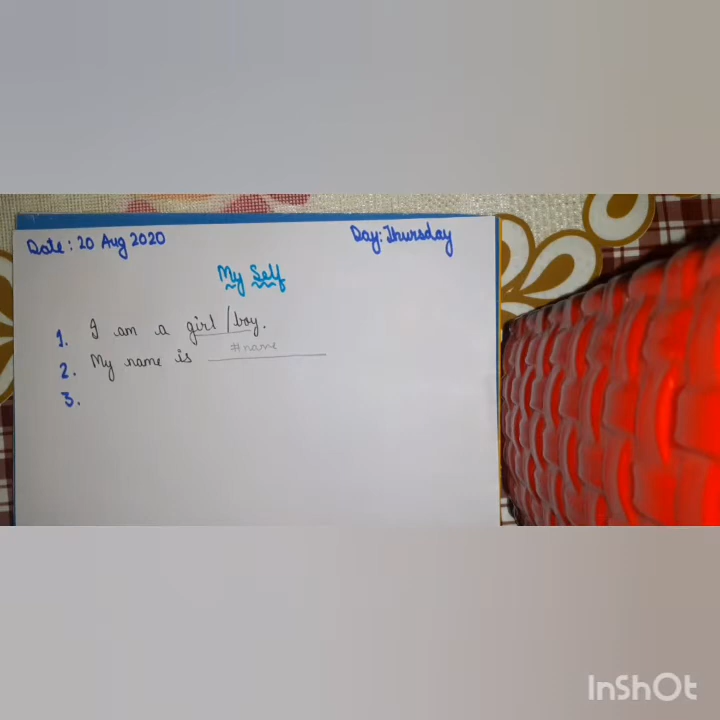 Date: 20 Aug 2020 Day: Thursday
My Self
1. I am a girl/boy.
#name
2. My name is ____________
3.
InShOt